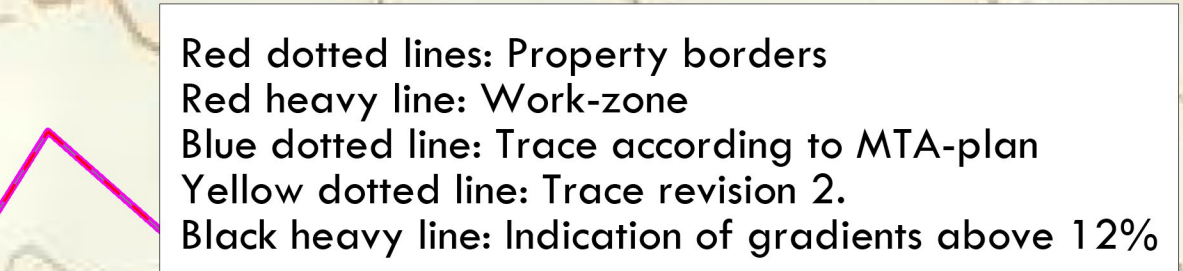 Red dotted lines: Property borders
Red heavy line: Work-zone
Blue dotted line: Trace according to MTA-plan
Yellow dotted line: Trace revision 2.
Black heavy line: Indication of gradients above 12%